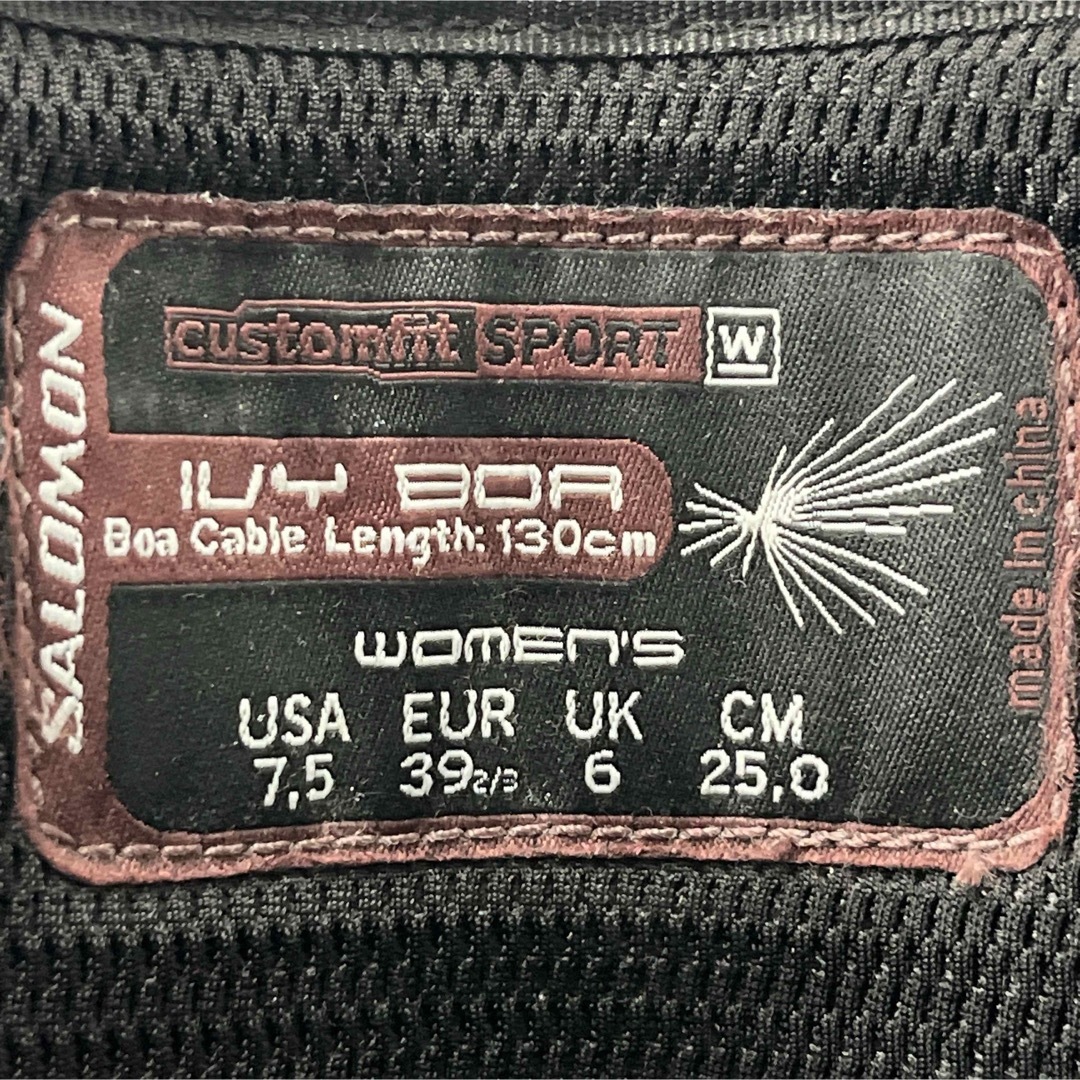 SALOMON
customfit SPORT W
IVY BOA
Boa Cable Length: 130cm
WOMEN'S
USA EUR UK CM
7,5 39 2/3 6 25,0
made in china